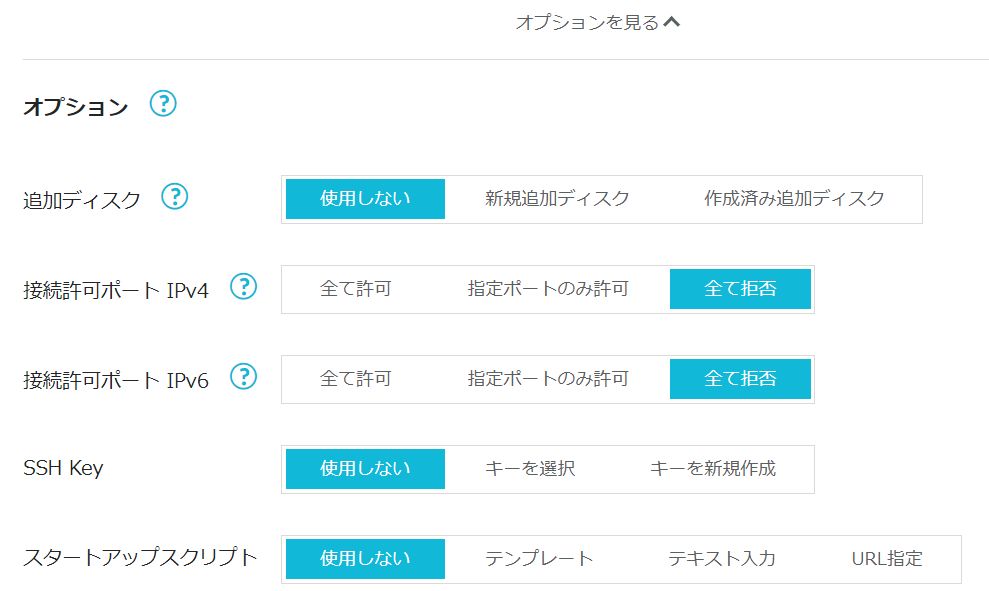 オプションを見る
オプション ?
追加ディスク ? 使用しない 新規追加ディスク 作成済み追加ディスク
接続許可ポート IPv4 ? 全て許可 指定ポートのみ許可 全て拒否
接続許可ポート IPv6 ? 全て許可 指定ポートのみ許可 全て拒否
SSH Key 使用しない キーを選択 キーを新規作成
スタートアップスクリプト 使用しない テンプレート テキスト入力 URL指定